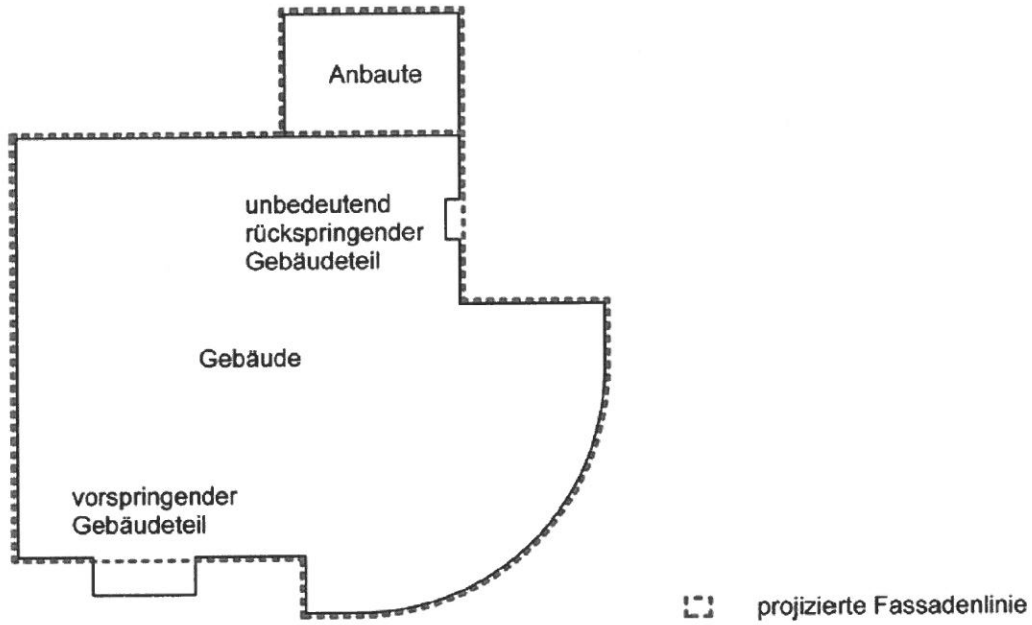 Anbaute
unbedeutend
rückspringender
Gebäudeteil
Gebäude
vorspringender
Gebäudeteil
projizierte Fassadenlinie